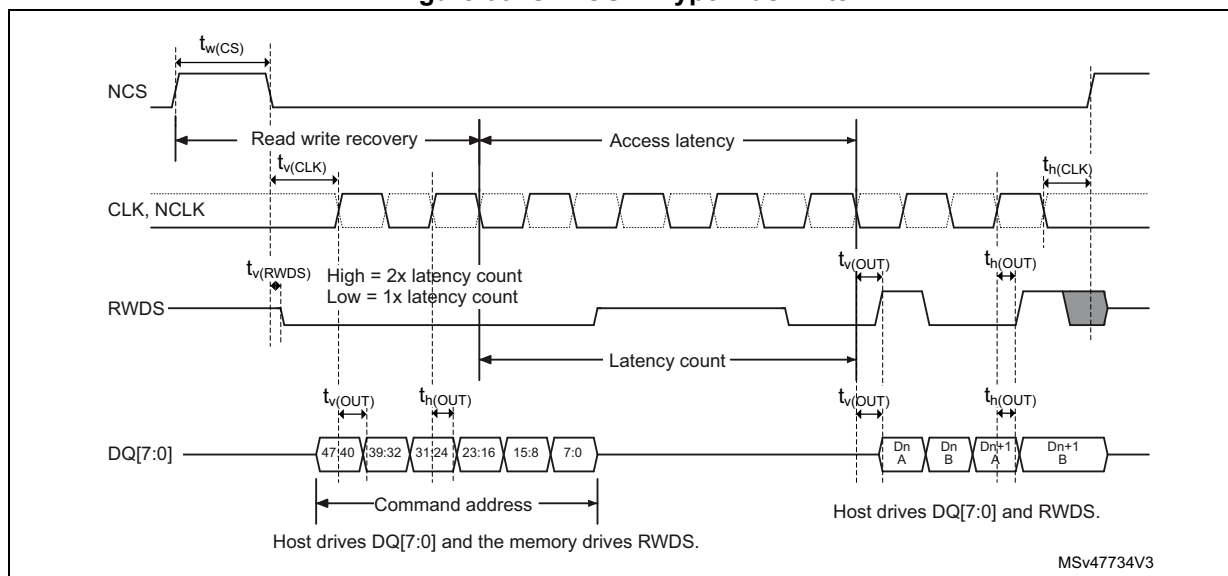 tw(CS)
NCS
Read write recovery
Access latency
tv(CLK)
th(CLK)
CLK, NCLK
tv(RWDS)
High = 2x latency count
Low = 1x latency count
tv(OUT)
th(OUT)
RWDS
Latency count
tv(OUT)
th(OUT)
tv(OUT)
th(OUT)
DQ[7:0]
47:40
39:32
31:24
23:16
15:8
7:0
Dn A
Dn B
Dn+1 A
Dn+1 B
Command address
Host drives DQ[7:0] and RWDS.
Host drives DQ[7:0] and the memory drives RWDS.
MSv47734V3